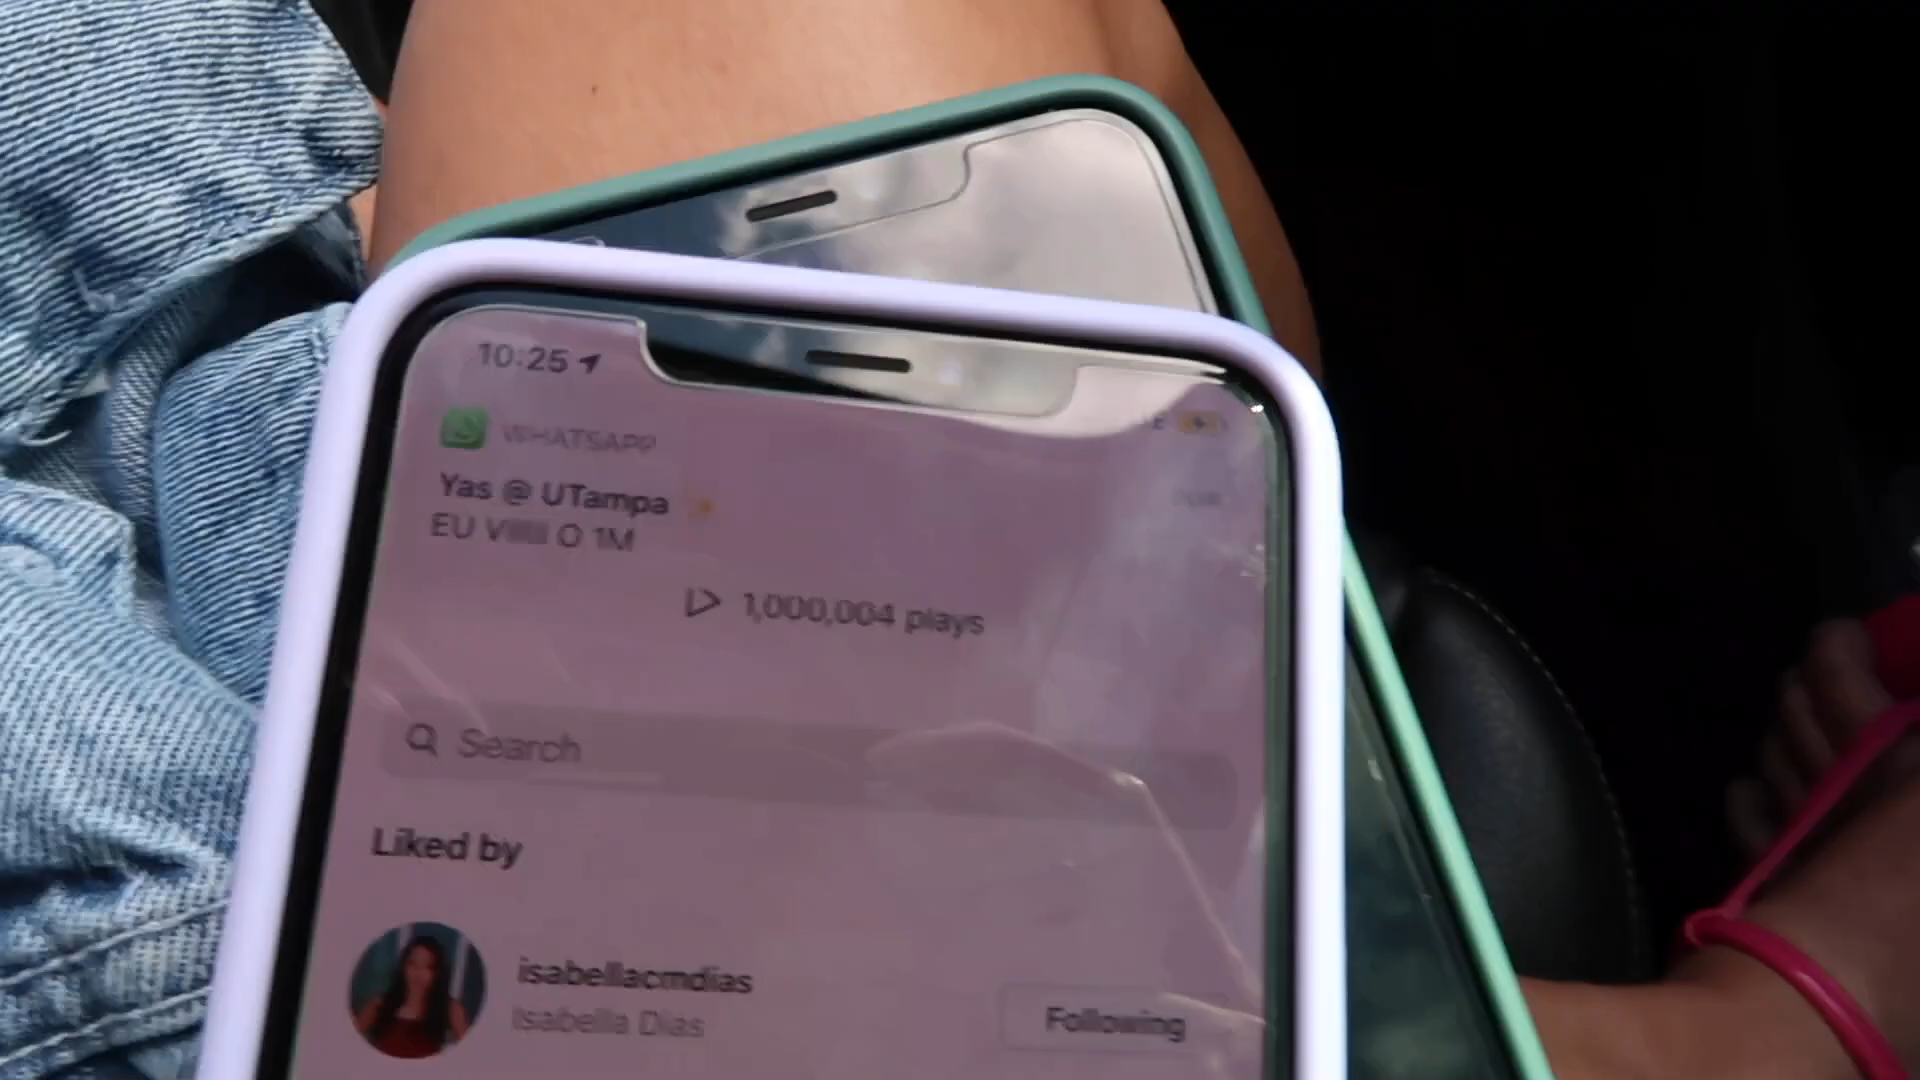 10:25
WHATSAPP
Yas @ UTampa
EU VIIIII O 1M
1,000,004 plays
Search
Liked by
isabellacmdias
Isabella Dias
Following